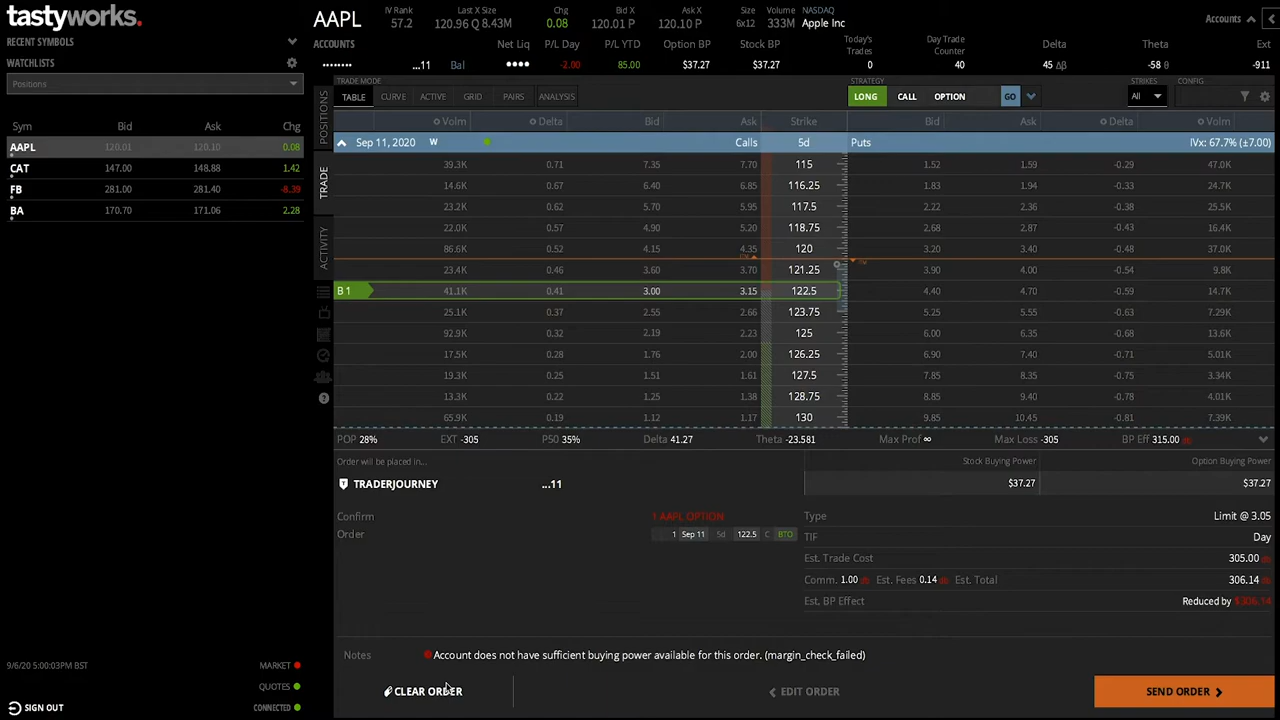 tastyworks.
RECENT SYMBOLS
WATCHLISTS
Positions
Sym Bid Ask Chg
AAPL 120.01 120.10 0.08
CAT 147.00 148.88 1.42
FB 281.00 281.40 -8.39
BA 170.70 171.06 2.28
9/6/20 5:00:03PM BST
MARKET
QUOTES
SIGN OUT
CONNECTED
AAPL
IV Rank Last X Size Chg Bid X Ask X Size Volume NASDAQ
57.2 120.96 Q 8.43M 0.08 120.01 P 120.10 P 6x12 333M Apple Inc
Accounts
ACCOUNTS Net Liq P/L Day P/L YTD Option BP Stock BP Today's Trades Day Trade Counter Delta Theta Ext
•••••••• ...11 Bal •••• -2.00 85.00 $37.27 $37.27 0 40 45 Δβ -58 θ -911
TRADE MODE
STRATEGY
STRIKES
CONFIG
TABLE CURVE ACTIVE GRID PAIRS ANALYSIS
LONG CALL OPTION GO All
POSITIONS
TRADE
ACTIVITY
Volm Delta Bid Ask Strike Bid Delta Volm
Sep 11, 2020 W Calls 5d Puts IVx: 67.7% (±7.00)
39.3K 0.71 7.35 7.70 115 1.52 1.59 -0.29 47.0K
14.6K 0.67 6.40 6.85 116.25 1.83 1.94 -0.33 24.7K
23.2K 0.62 5.70 5.95 117.5 2.22 2.36 -0.38 25.5K
22.0K 0.57 4.90 5.20 118.75 2.68 2.87 -0.43 16.4K
86.6K 0.52 4.15 4.35 120 3.20 3.40 -0.48 37.0K
23.4K 0.46 3.60 3.70 121.25 3.90 4.00 -0.54 9.8K
B 1 41.1K 0.41 3.00 3.15 122.5 4.40 4.70 -0.59 14.7K
25.1K 0.37 2.55 2.66 123.75 5.25 5.55 -0.63 7.29K
92.9K 0.32 2.19 2.23 125 6.00 6.35 -0.68 13.6K
17.5K 0.28 1.76 2.00 126.25 6.90 7.40 -0.71 5.01K
19.3K 0.25 1.51 1.61 127.5 7.85 8.35 -0.75 3.34K
13.3K 0.22 1.25 1.38 128.75 8.85 9.40 -0.78 4.01K
65.9K 0.19 1.12 1.17 130 9.85 10.45 -0.81 7.39K
POP 28% EXT -305 P50 35% Delta 41.27 Theta -23.581 Max Prof ∞ Max Loss -305 BP Eff 315.00 db
Order will be placed in...
Stock Buying Power Option Buying Power
TRADERJOURNEY ...11
$37.27 $37.27
Confirm 1 AAPL OPTION
Order 1 Sep 11 5d 122.5 C BTO
Type Limit @ 3.05
TIF Day
Est. Trade Cost 305.00 db
Comm. 1.00 db Est. Fees 0.14 db Est. Total 306.14 db
Est. BP Effect Reduced by $306.14
Notes Account does not have sufficient buying power available for this order. (margin_check_failed)
CLEAR ORDER EDIT ORDER SEND ORDER